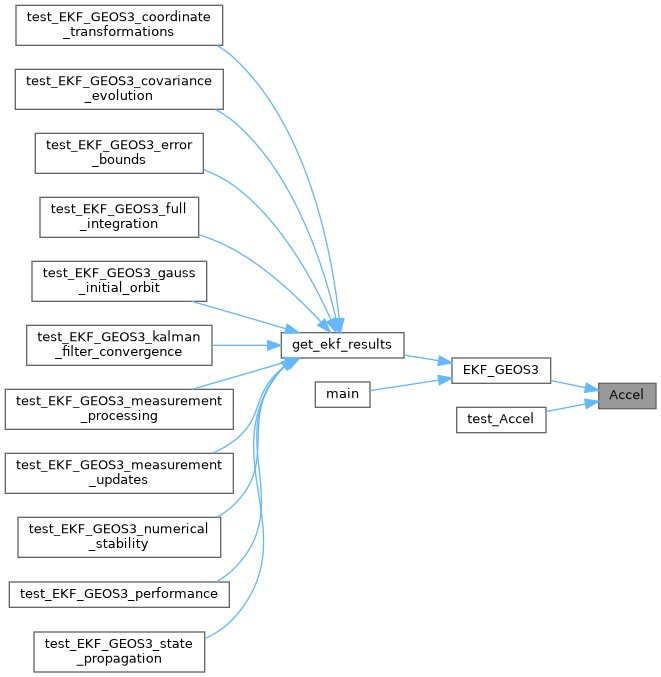 test_EKF_GEOS3_coordinate
_transformations
test_EKF_GEOS3_covariance
_evolution
test_EKF_GEOS3_error
_bounds
test_EKF_GEOS3_full
_integration
test_EKF_GEOS3_gauss
_initial_orbit
test_EKF_GEOS3_kalman
_filter_convergence
test_EKF_GEOS3_measurement
_processing
test_EKF_GEOS3_measurement
_updates
test_EKF_GEOS3_numerical
_stability
test_EKF_GEOS3_performance
test_EKF_GEOS3_state
_propagation
get_ekf_results
main
EKF_GEOS3
test_Accel
Accel